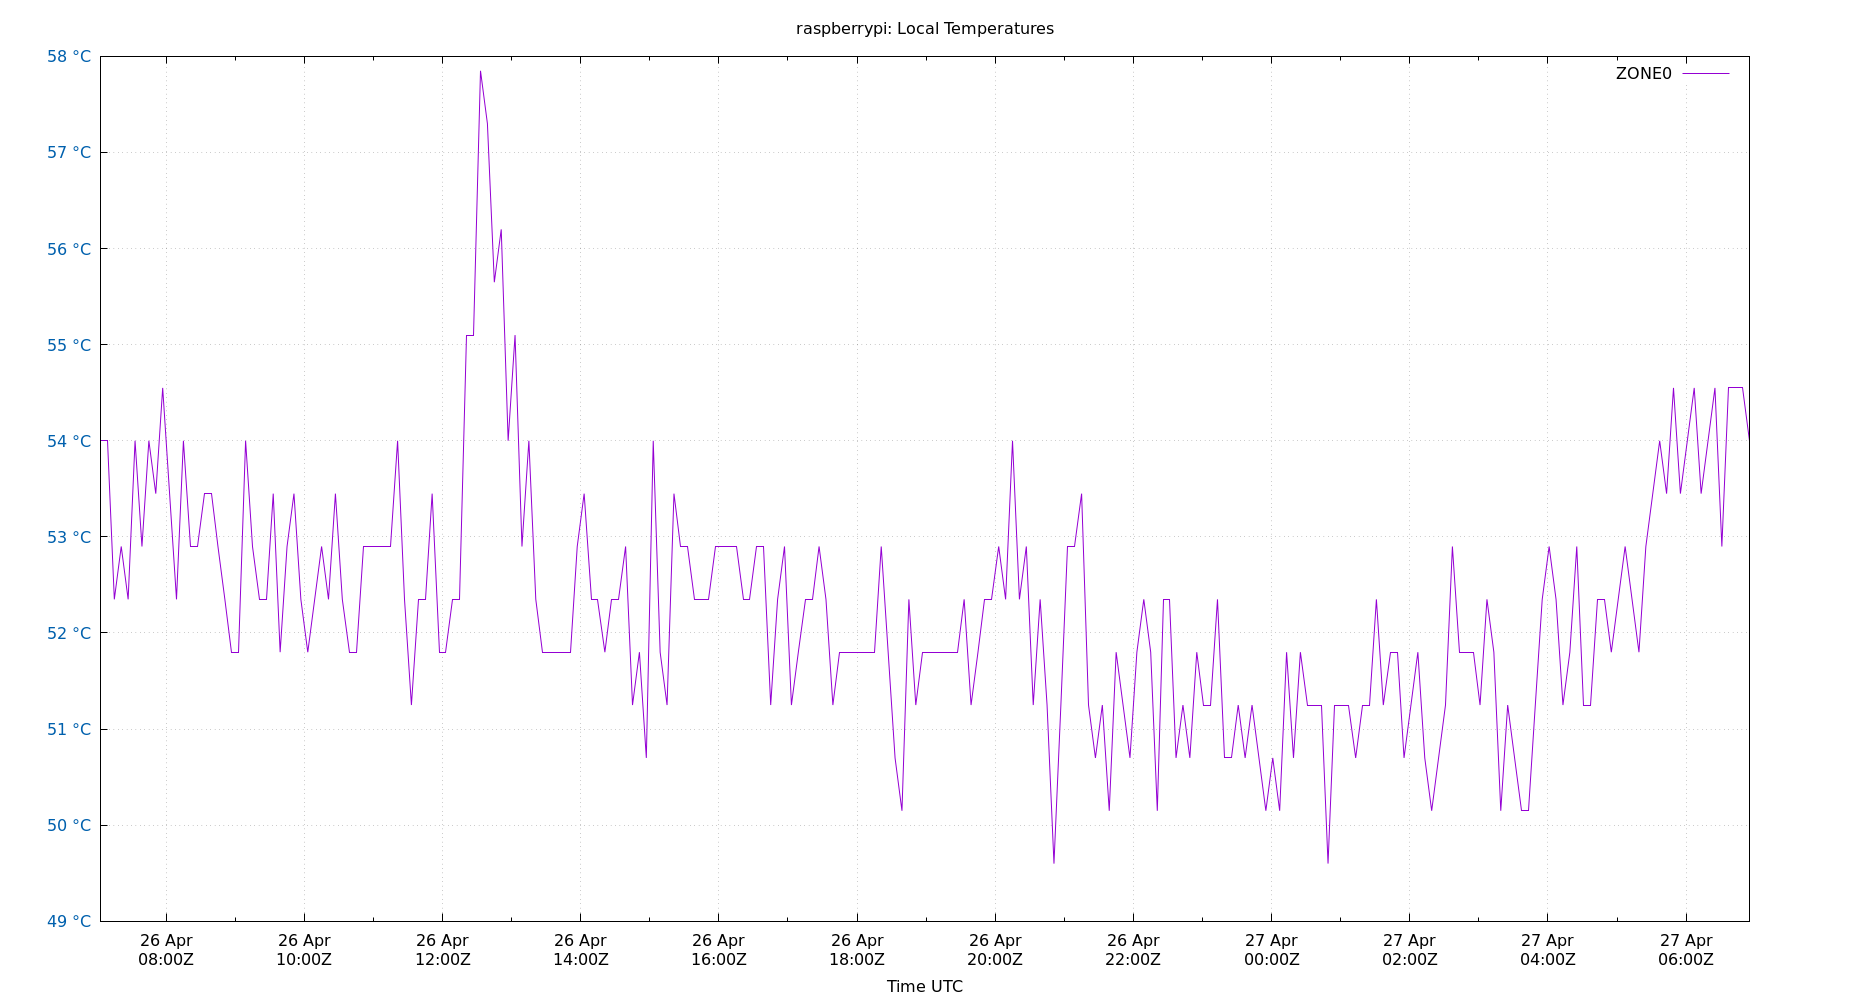 raspberrypi: Local Temperatures
58 °C
ZONE0
57 °C
56 °C
55 °C
54 °C
53 °C
52 °C
51 °C
50 °C
49 °C
26 Apr 26 Apr 26 Apr 26 Apr 26 Apr 26 Apr 26 Apr 26 Apr 27 Apr 27 Apr 27 Apr 27 Apr
08:00Z 10:00Z 12:00Z 14:00Z 16:00Z 18:00Z 20:00Z 22:00Z 00:00Z 02:00Z 04:00Z 06:00Z
Time UTC